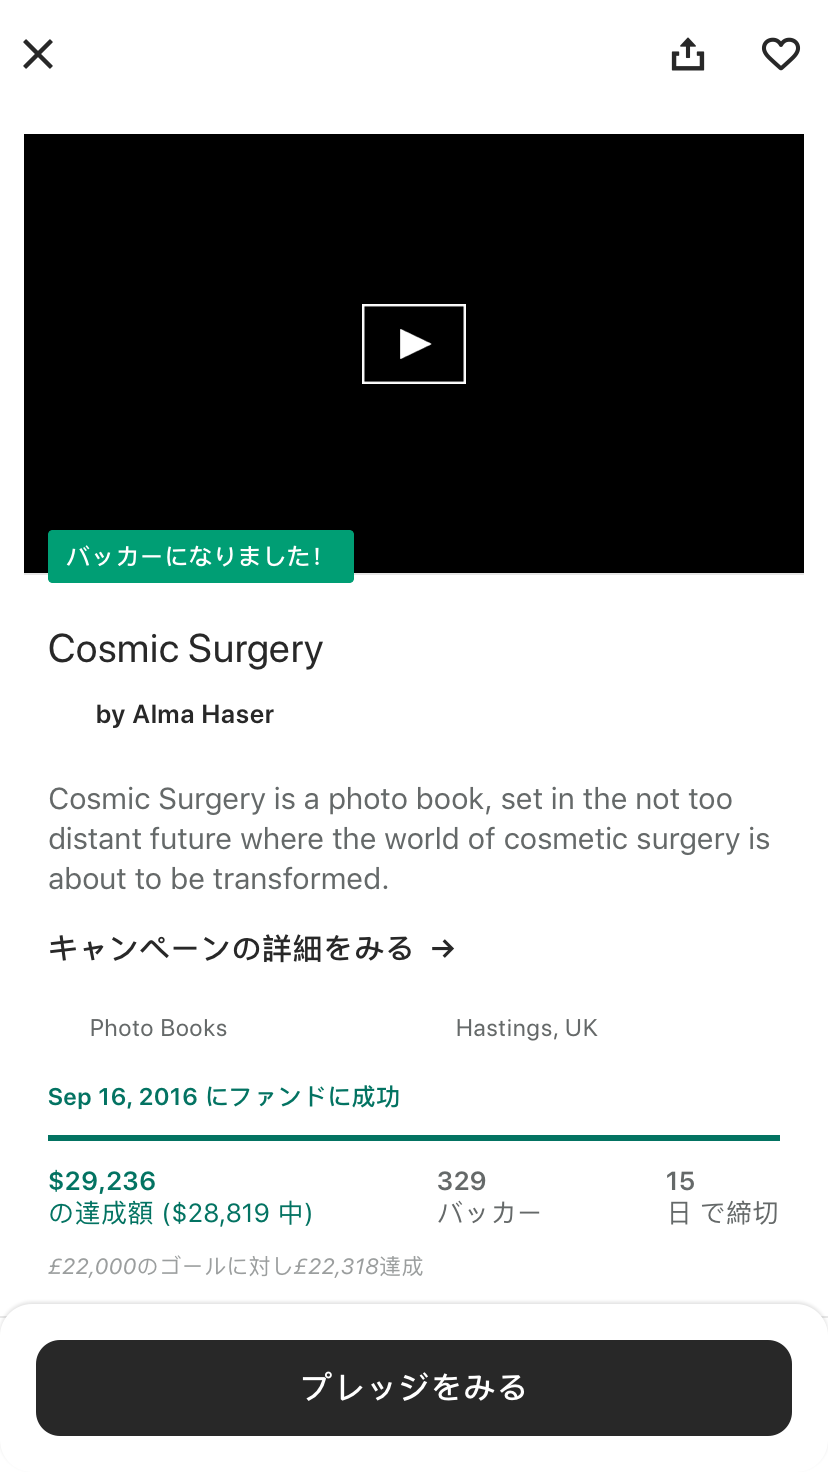 バッカーになりました!
Cosmic Surgery
by Alma Haser
Cosmic Surgery is a photo book, set in the not too
distant future where the world of cosmetic surgery is
about to be transformed.
キャンペーンの詳細をみる →
Photo Books
Hastings, UK
Sep 16, 2016 にファンドに成功
$29,236
の達成額 ($28,819 中)
329
バッカー
15
日 で締切
£22,000のゴールに対し£22,318達成
プレッジをみる